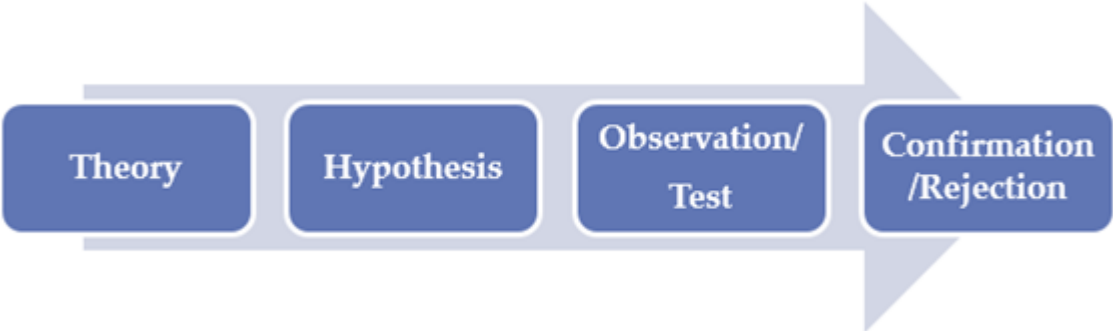 Theory
Hypothesis
Observation/
Test
Confirmation
/Rejection